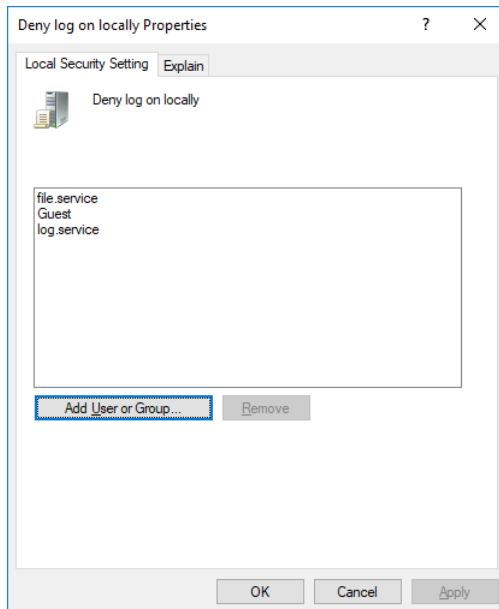 Deny log on locally Properties
?
Local Security Setting
Explain
Deny log on locally
file.service
Guest
log.service
Add User or Group...
Remove
OK
Cancel
Apply